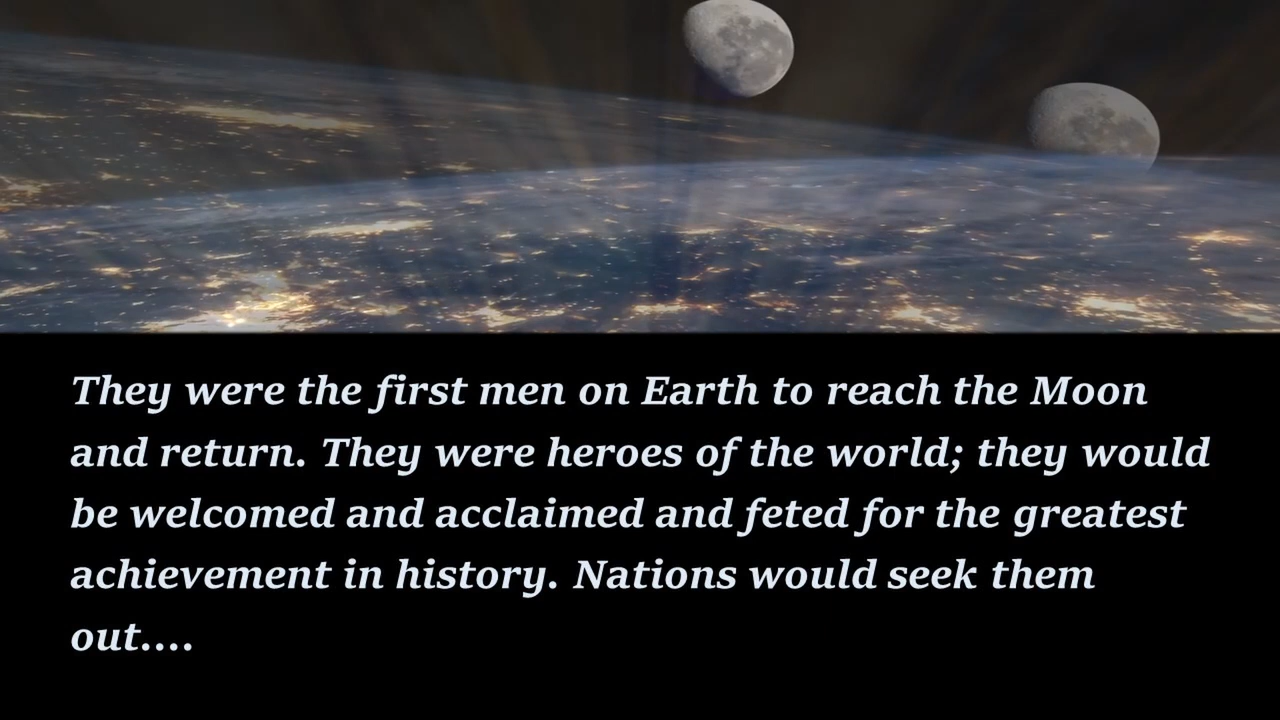 They were the first men on Earth to reach the Moon
and return. They were heroes of the world; they would
be welcomed and acclaimed and feted for the greatest
achievement in history. Nations would seek them
out....